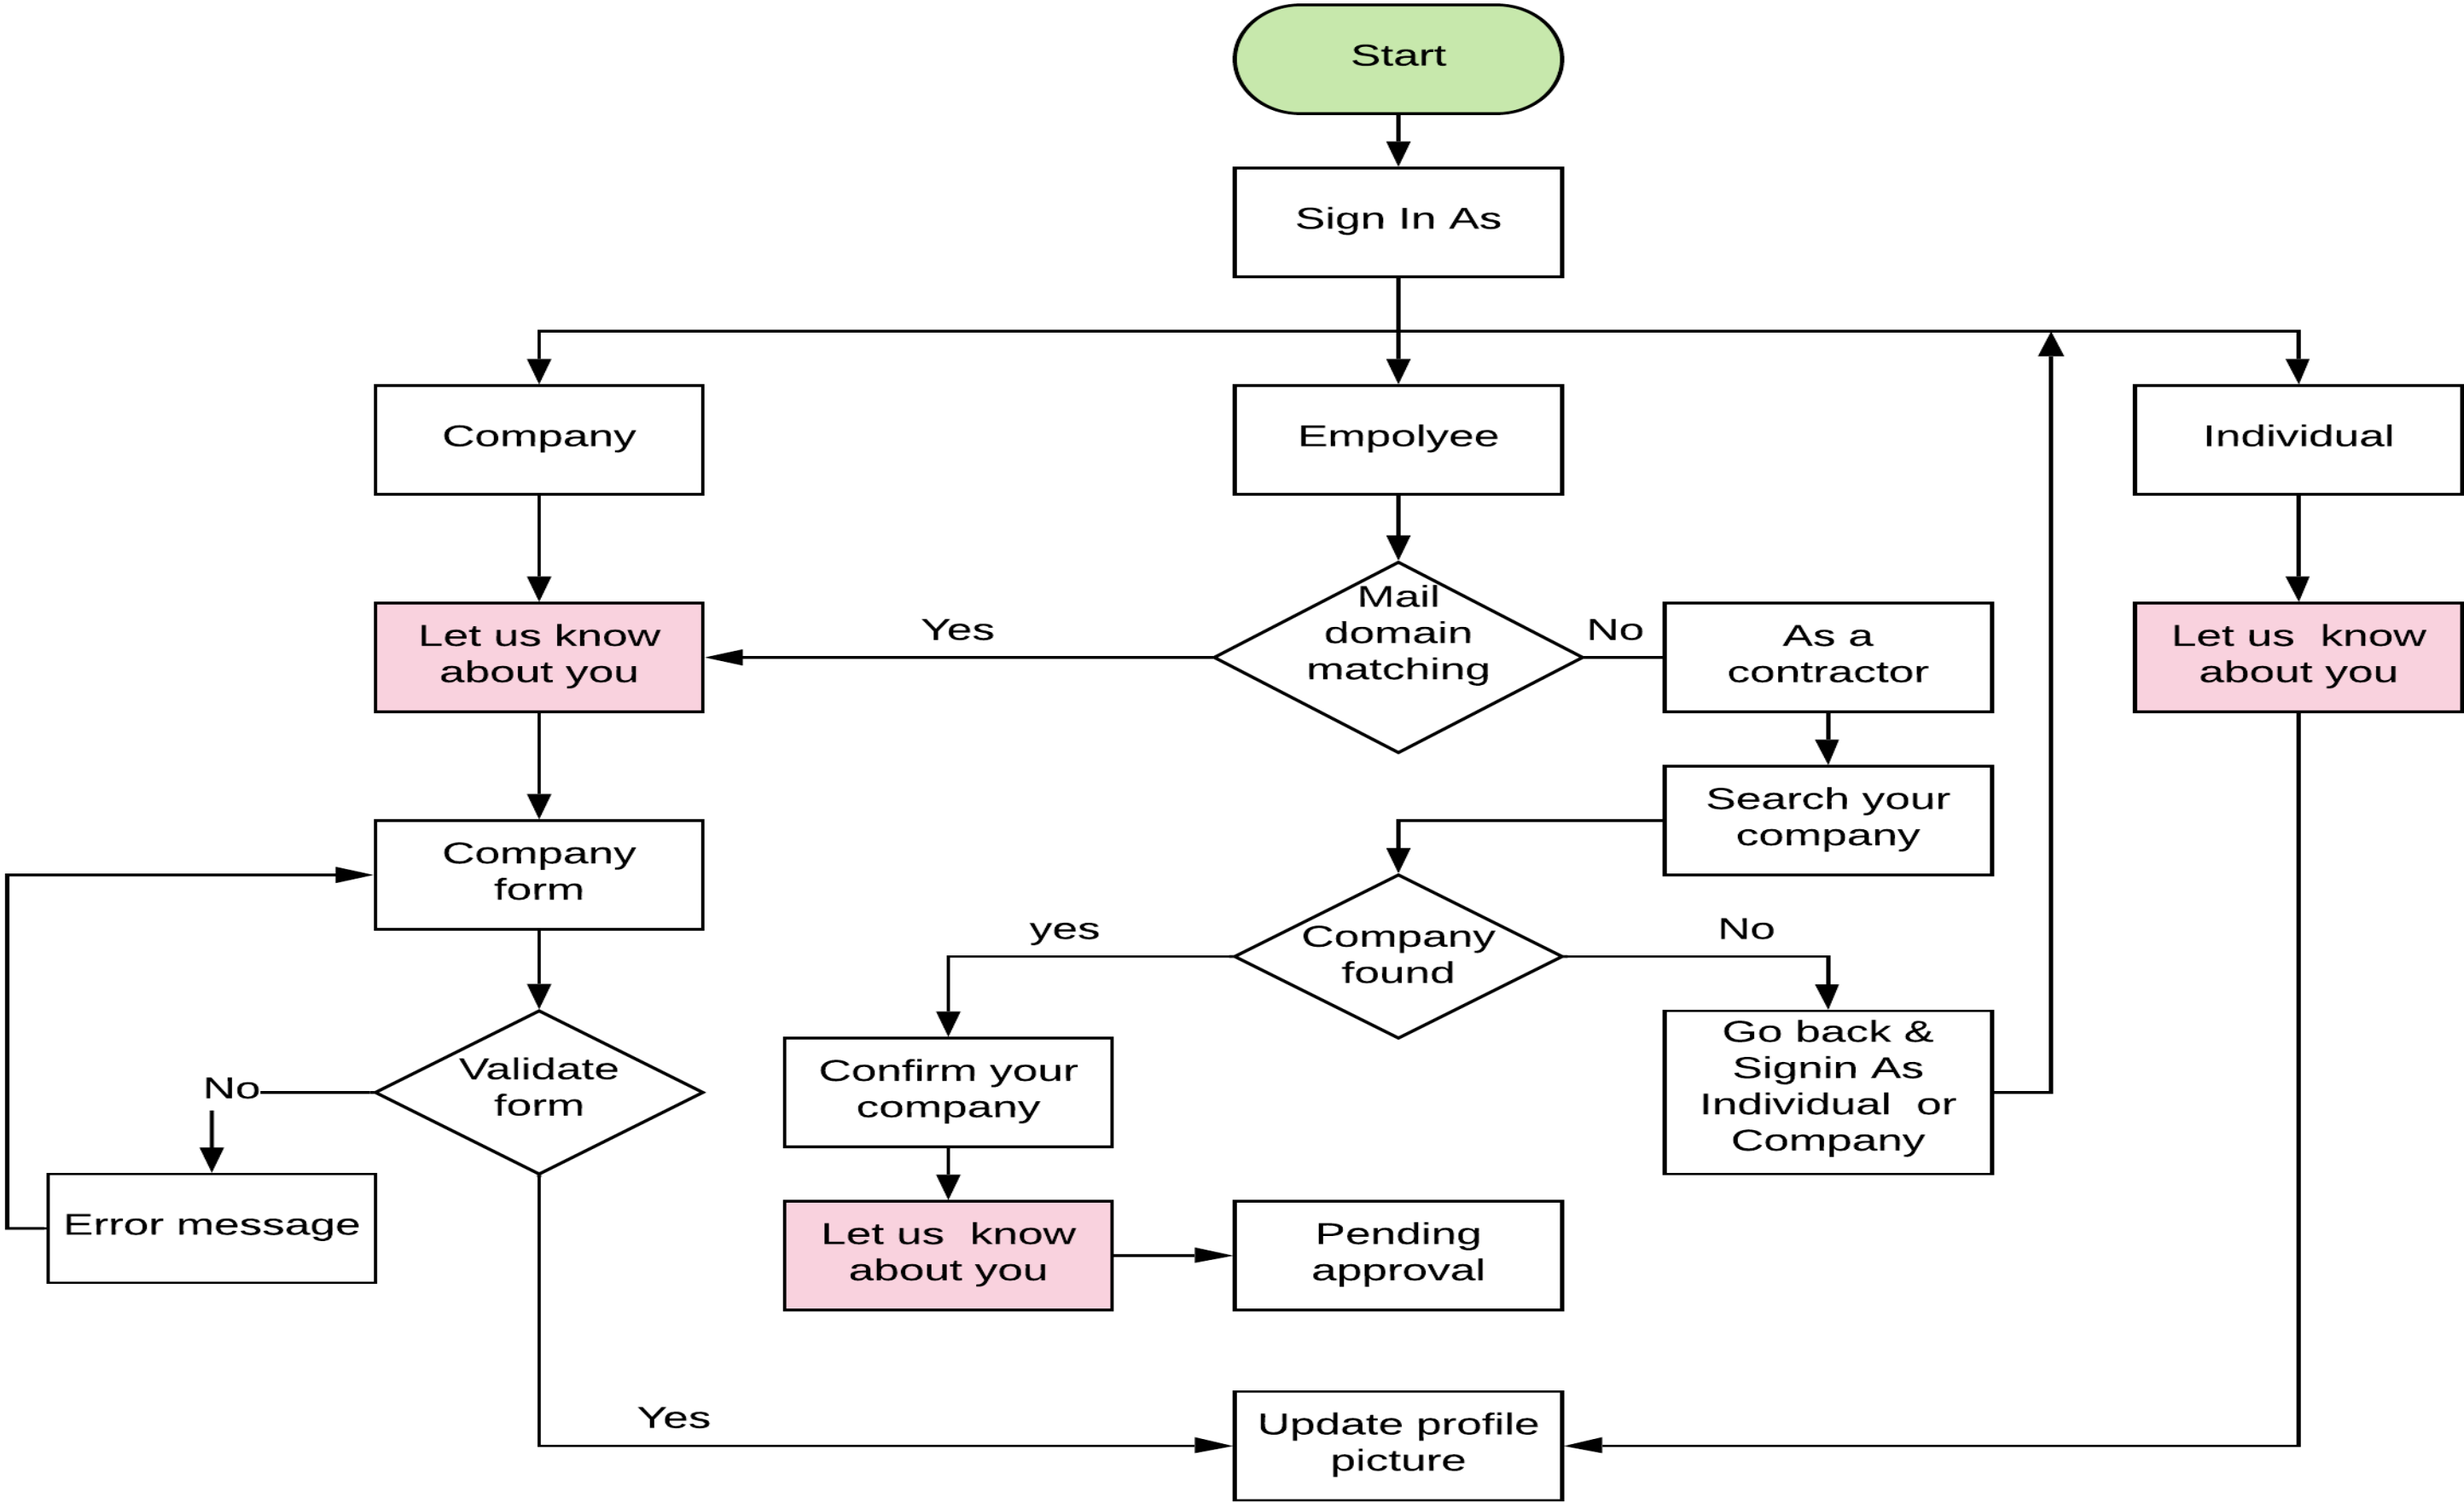 Start
Sign In As
Company
Empolyee
Individual
Let us know
about you
Yes
Mail
domain
matching
No
As a
contractor
Let us  know
about you
Search your
company
Company
form
yes
Company
found
No
Validate
form
No
Confirm your
company
Go back &
Signin As
Individual  or
Company
Error message
Let us  know
about you
Pending
approval
Yes
Update profile
picture